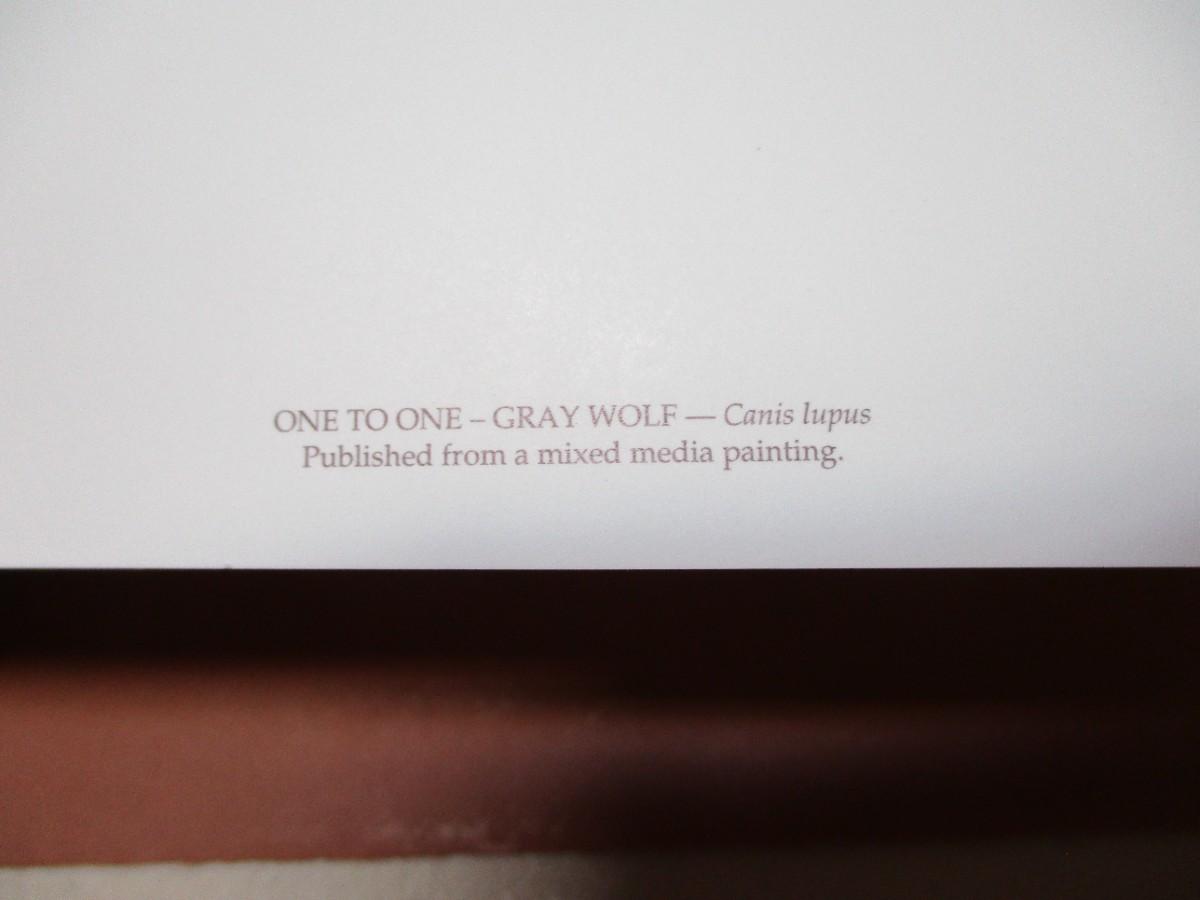 ONE TO ONE – GRAY WOLF — Canis lupus
Published from a mixed media painting.